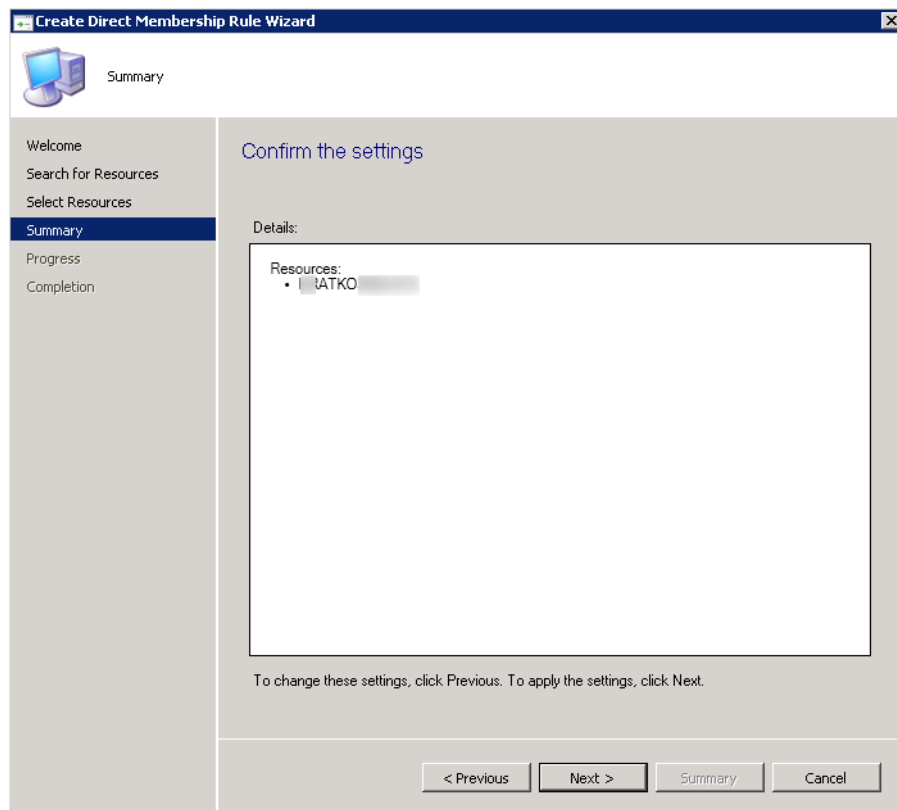 Create Direct Membership Rule Wizard
Summary
Welcome
Search for Resources
Select Resources
Summary
Progress
Completion
Confirm the settings
Details:
Resources:
To change these settings, click Previous. To apply the settings, click Next.
< Previous
Next >
Summary
Cancel